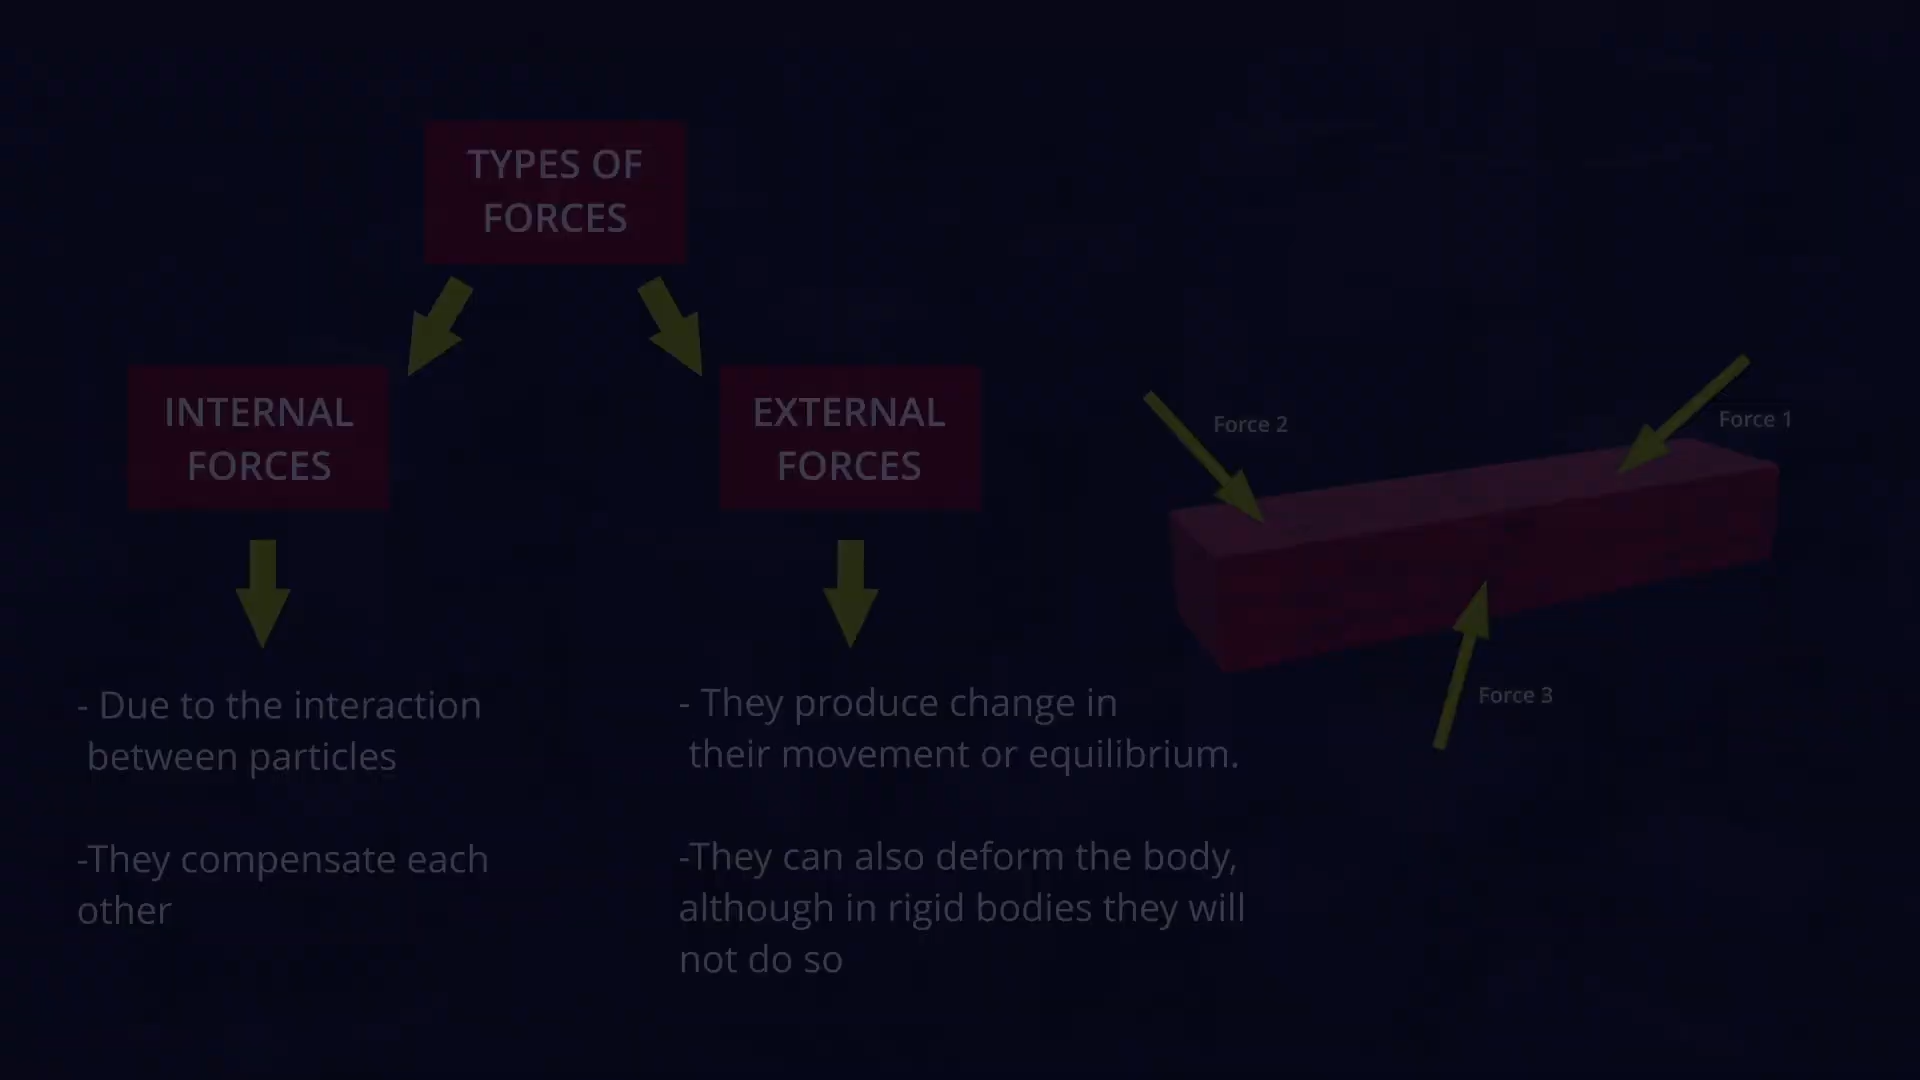 TYPES OF
FORCES
INTERNAL
FORCES
EXTERNAL
FORCES
- Due to the interaction
between particles
-They compensate each
other
- They produce change in
their movement or equilibrium.
-They can also deform the body,
although in rigid bodies they will
not do so
Force 2
Force 1
Force 3